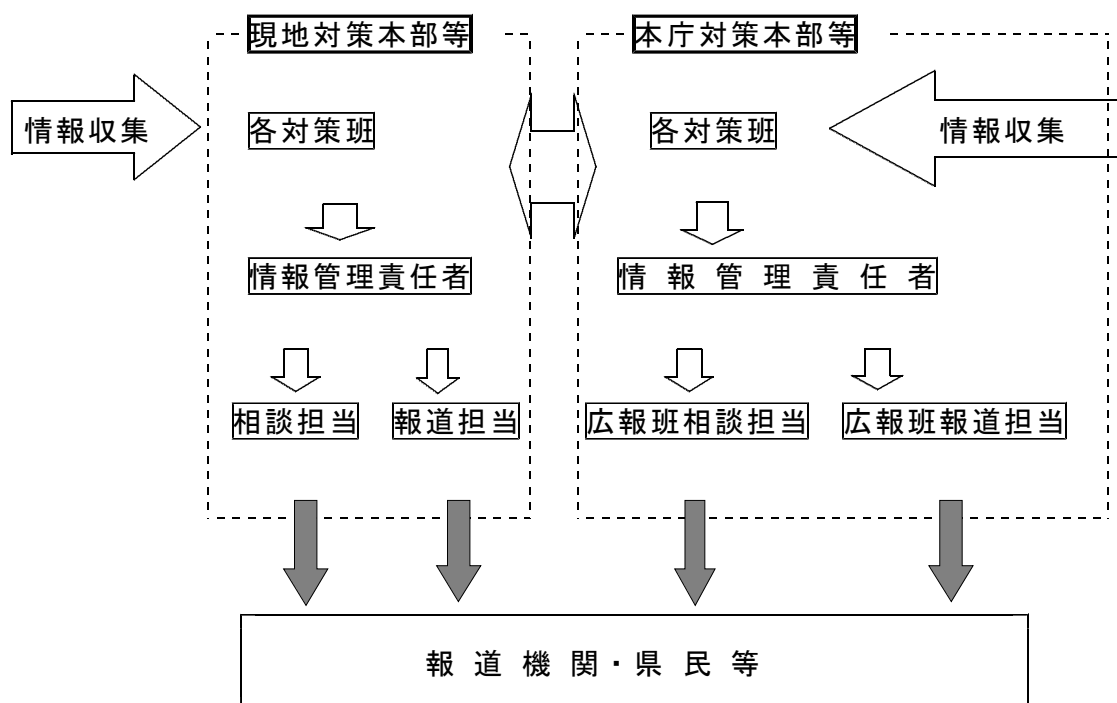 現地対策本部等
本庁対策本部等
情報収集
各対策班
各対策班
情報収集
情報管理責任者
情報管理責任者
相談担当
報道担当
広報班相談担当
広報班報道担当
報道機関・県民等